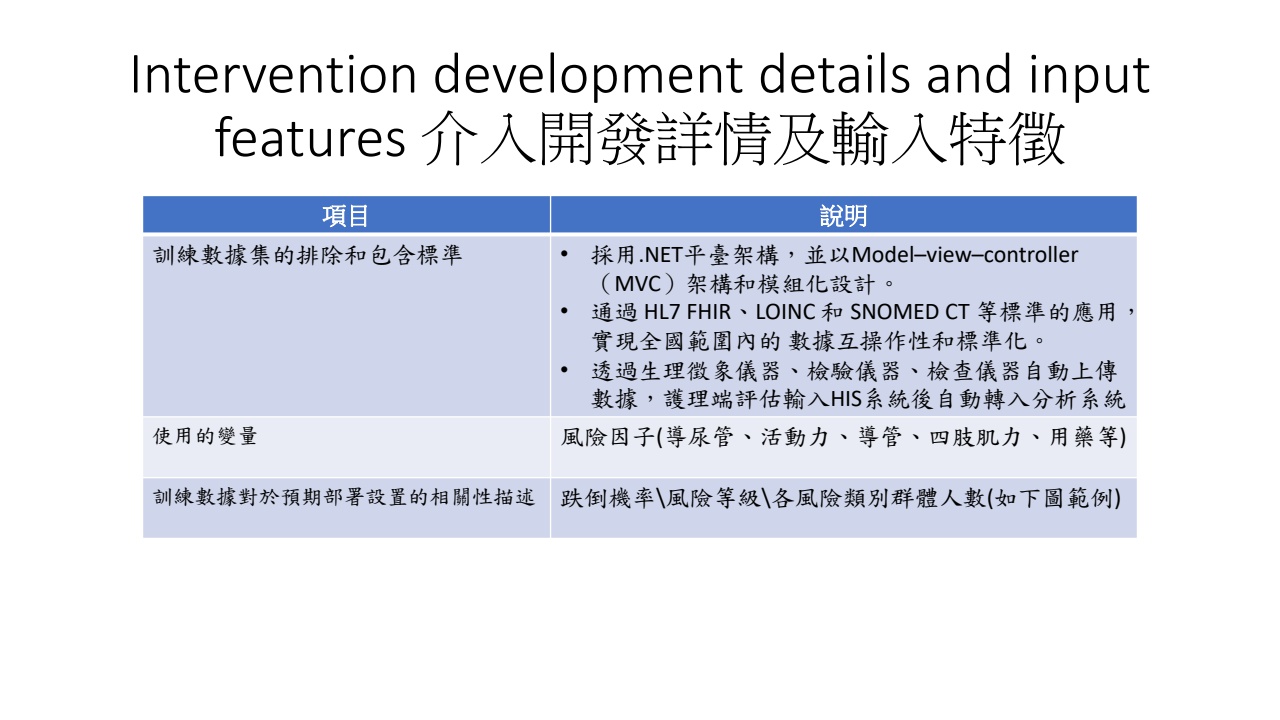 Intervention development details and input
features 介入開發詳情及輸入特徵
項目
說明
訓練數據集的排除和包含標準
• 採用.NET平臺架構，並以Model–view–controller
（MVC）架構和模組化設計。
• 通過 HL7 FHIR、LOINC 和 SNOMED CT 等標準的應用，
實現全國範圍內的 數據互操作性和標準化。
• 透過生理徵象儀器、檢驗儀器、檢查儀器自動上傳
數據，護理端評估輸入HIS系統後自動轉入分析系統
使用的變量
風險因子(導尿管、活動力、導管、四肢肌力、用藥等)
訓練數據對於預期部署設置的相關性描述
跌倒機率\風險等級\各風險類別群體人數(如下圖範例)